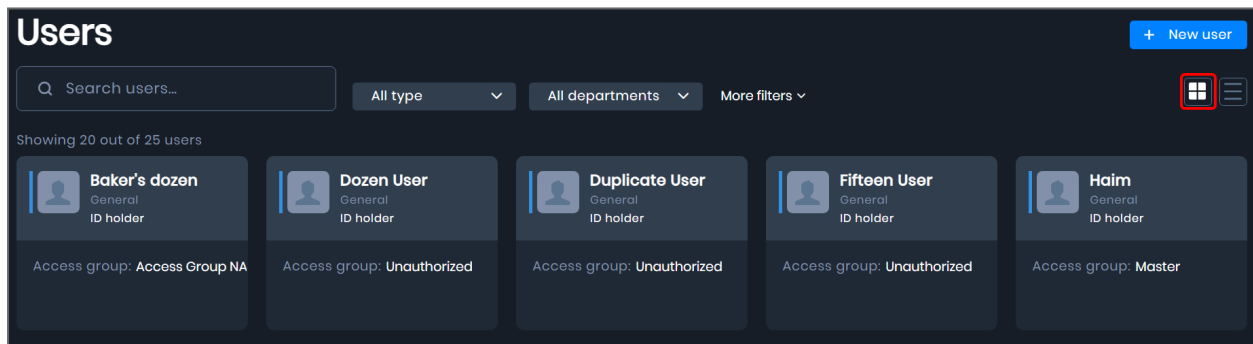 Users
+ New user
Search users...
All type
All departments
More filters
Showing 20 out of 25 users
Baker's dozen
General
ID holder
Access group: Access Group NA
Dozen User
General
ID holder
Access group: Unauthorized
Duplicate User
General
ID holder
Access group: Unauthorized
Fifteen User
General
ID holder
Access group: Unauthorized
Haim
General
ID holder
Access group: Master